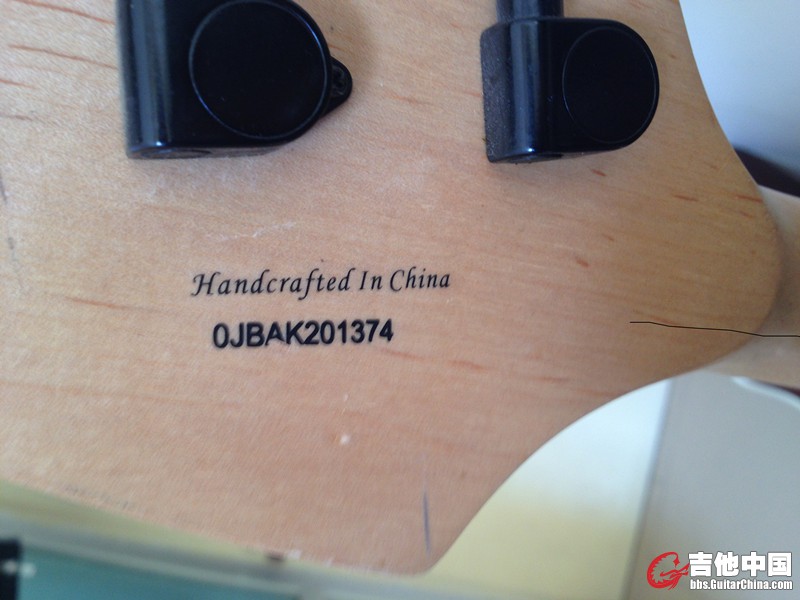 Handcrafted In China
0JBAK201374
吉他中国
bbs.GuitarChina.com